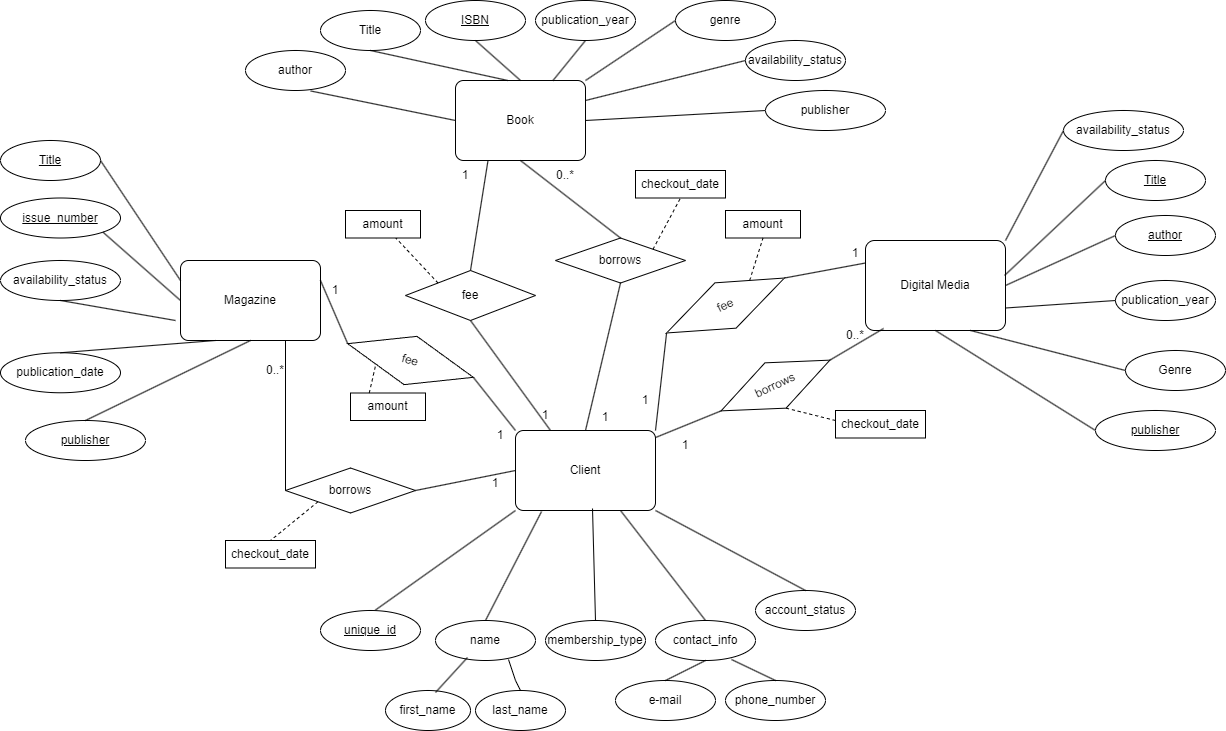 ISBN
publication_year
genre
Title
availability_status
author
publisher
Book
availability_status
Title
1
0..*
checkout_date
Title
issue_number
amount
amount
author
borrows
1
availability_status
Magazine
1
fee
fee
Digital Media
publication_year
0..*
fee
publication_date
0..*
borrows
Genre
amount
1
1
1
checkout_date
1
1
publisher
publisher
Client
borrows
1
checkout_date
unique_id
name
membership_type
contact_info
account_status
first_name
last_name
e-mail
phone_number